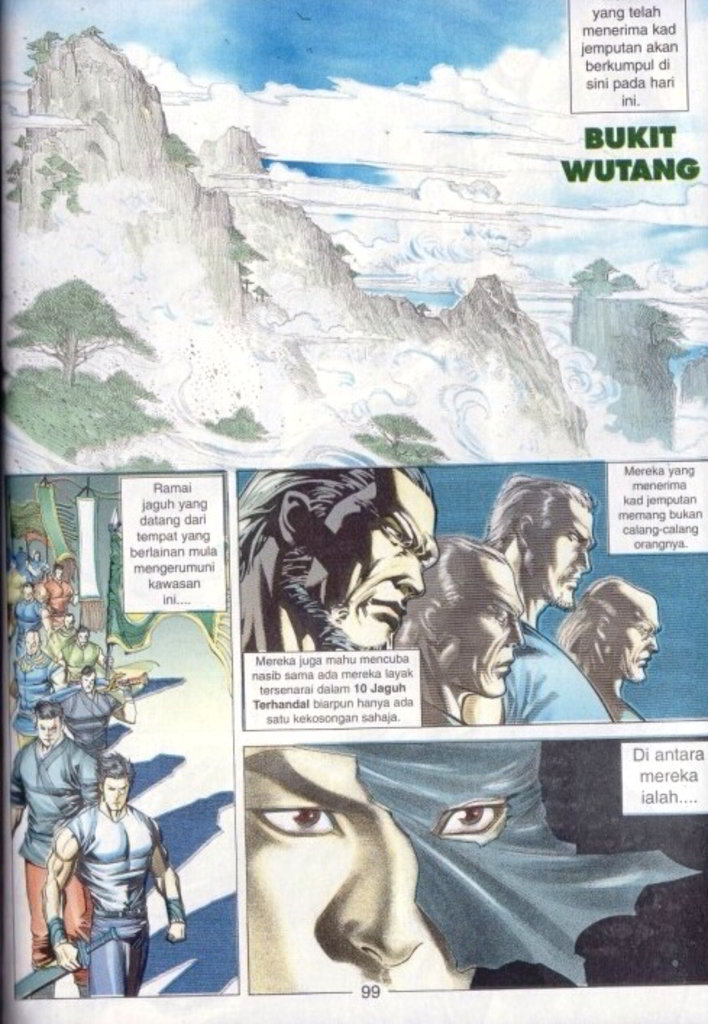 yang telah
menerima kad
jemputan akan
berkumpul di
sini pada hari
ini.
BUKIT
WUTANG
Ramai
jaguh yang
datang dari
tempat yang
berlainan mula
mengerumuni
kawasan
ini....
Mereka yang
menerima
kad jemputan
memang bukan
calang-calang
orangnya.
Mereka juga mahu mencuba
nasib sama ada mereka layak
tersenarai dalam 10 Jaguh
Terhandal biarpun hanya ada
satu kekosongan sahaja.
Di antara
mereka
ialah....
99